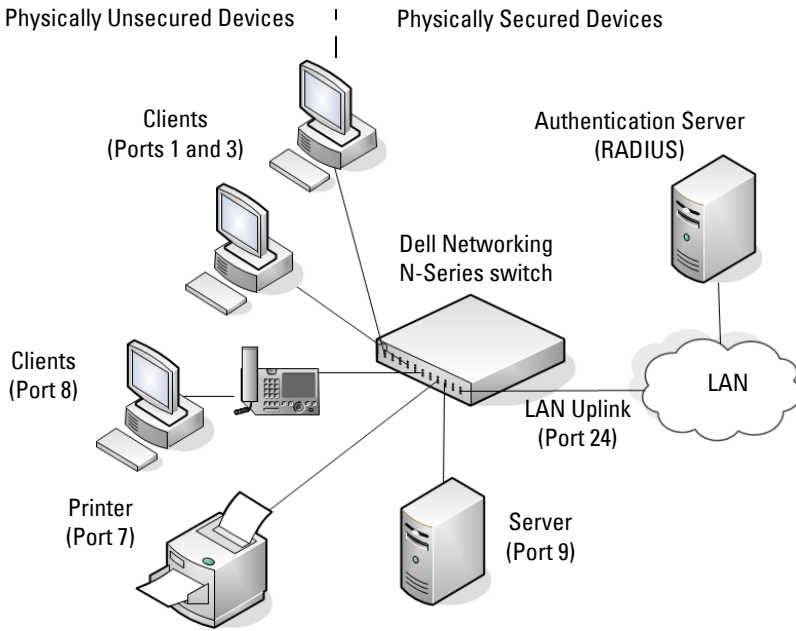 Physically Unsecured Devices
Physically Secured Devices
Clients
(Ports 1 and 3)
Authentication Server
(RADIUS)
Dell Networking
N-Series switch
Clients
(Port 8)
LAN
LAN Uplink
(Port 24)
Printer
(Port 7)
Server
(Port 9)